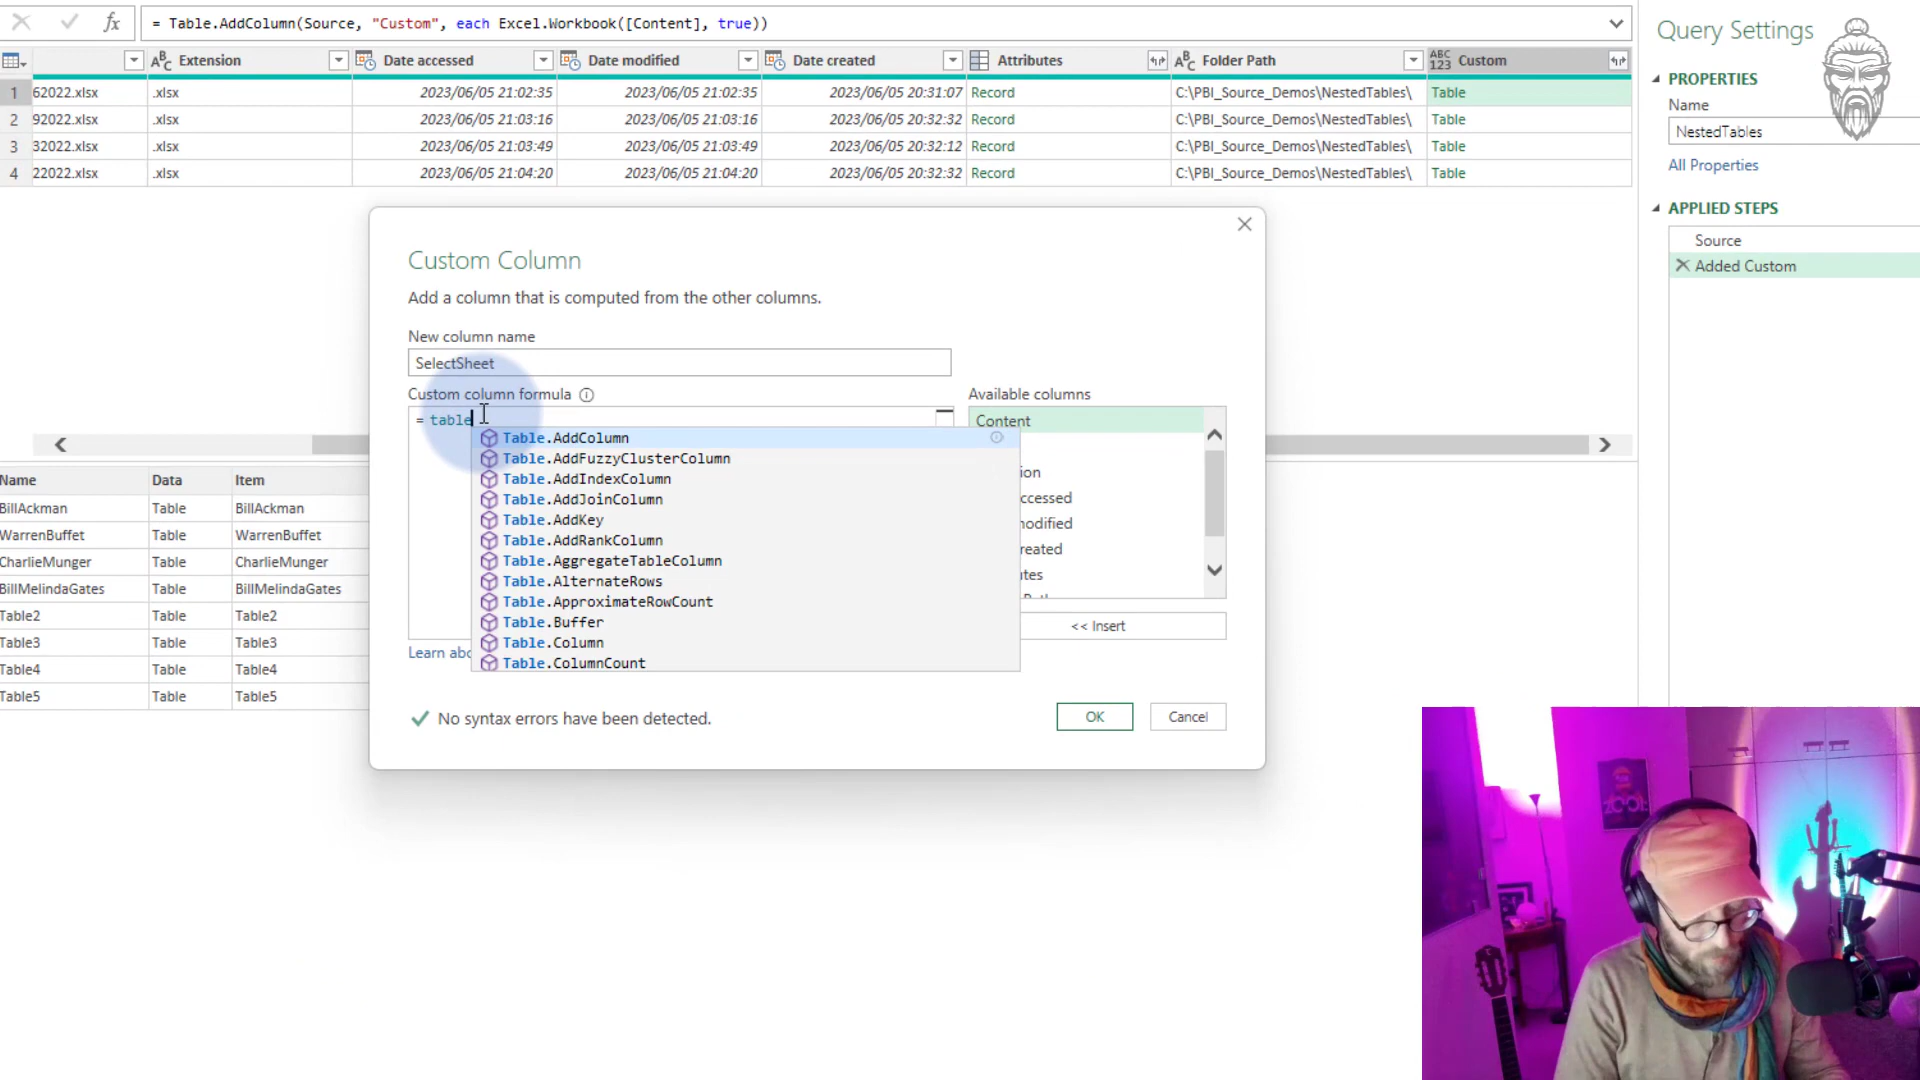 fx = Table.AddColumn(Source, "Custom", each Excel.Workbook([Content], true))
Extension Date accessed Date modified Date created Attributes Folder Path Custom
1 62022.xlsx .xlsx 2023/06/05 21:02:35 2023/06/05 21:02:35 2023/06/05 20:31:07 Record C:\PBI_Source_Demos\NestedTables\ Table
2 92022.xlsx .xlsx 2023/06/05 21:03:16 2023/06/05 21:03:16 2023/06/05 20:32:32 Record C:\PBI_Source_Demos\NestedTables\ Table
3 32022.xlsx .xlsx 2023/06/05 21:03:49 2023/06/05 21:03:49 2023/06/05 20:32:12 Record C:\PBI_Source_Demos\NestedTables\ Table
4 22022.xlsx .xlsx 2023/06/05 21:04:20 2023/06/05 21:04:20 2023/06/05 20:32:32 Record C:\PBI_Source_Demos\NestedTables\ Table
Custom Column
Add a column that is computed from the other columns.
New column name
SelectSheet
Custom column formula
= table
Table.AddColumn
Table.AddFuzzyClusterColumn
Table.AddIndexColumn
Table.AddJoinColumn
Table.AddKey
Table.AddRankColumn
Table.AggregateTableColumn
Table.AlternateRows
Table.ApproximateRowCount
Table.Buffer
Table.Column
Table.ColumnCount
Available columns
Content
ion
ccessed
modified
reated
tes
<< Insert
Learn abo
No syntax errors have been detected.
OK Cancel
Name Data Item
BillAckman Table BillAckman
WarrenBuffet Table WarrenBuffet
CharlieMunger Table CharlieMunger
BillMelindaGates Table BillMelindaGates
Table2 Table Table2
Table3 Table Table3
Table4 Table Table4
Table5 Table Table5
Query Settings
PROPERTIES
Name
NestedTables
All Properties
APPLIED STEPS
Source
Added Custom